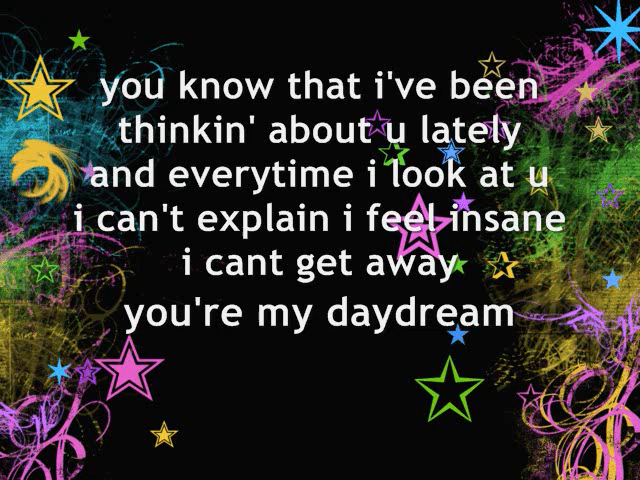 you know that i've been
thinkin' about u lately
and everytime i look at u
i can't explain i feel insane
i cant get away
you're my daydream